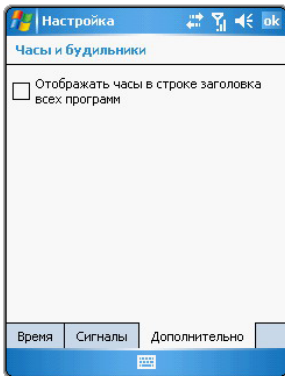 Настройка ok
Часы и будильники
Отображать часы в строке заголовка
всех программ
Время Сигналы Дополнительно